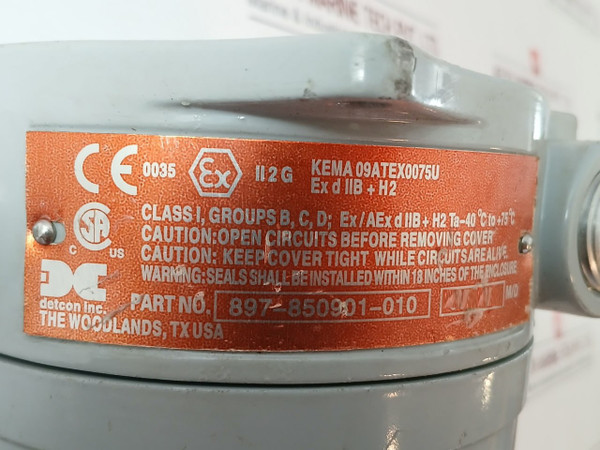 CE 0035 Ex II 2 G KEMA 09ATEX0075U
Ex d IIB + H2
CLASS I, GROUPS B, C, D; Ex/AEx d IIB + H2 Ta-40 °C to +75°C
CAUTION: OPEN CIRCUITS BEFORE REMOVING COVER
CAUTION: KEEP COVER TIGHT WHILE CIRCUITS ARE ALIVE.
WARNING: SEALS SHALL BE INSTALLED WITHIN 18 INCHES OF THE ENCLOSURE
SA
C US
detcon inc.
THE WOODLANDS, TX USA
PART NO. 897-850901-010 M/D